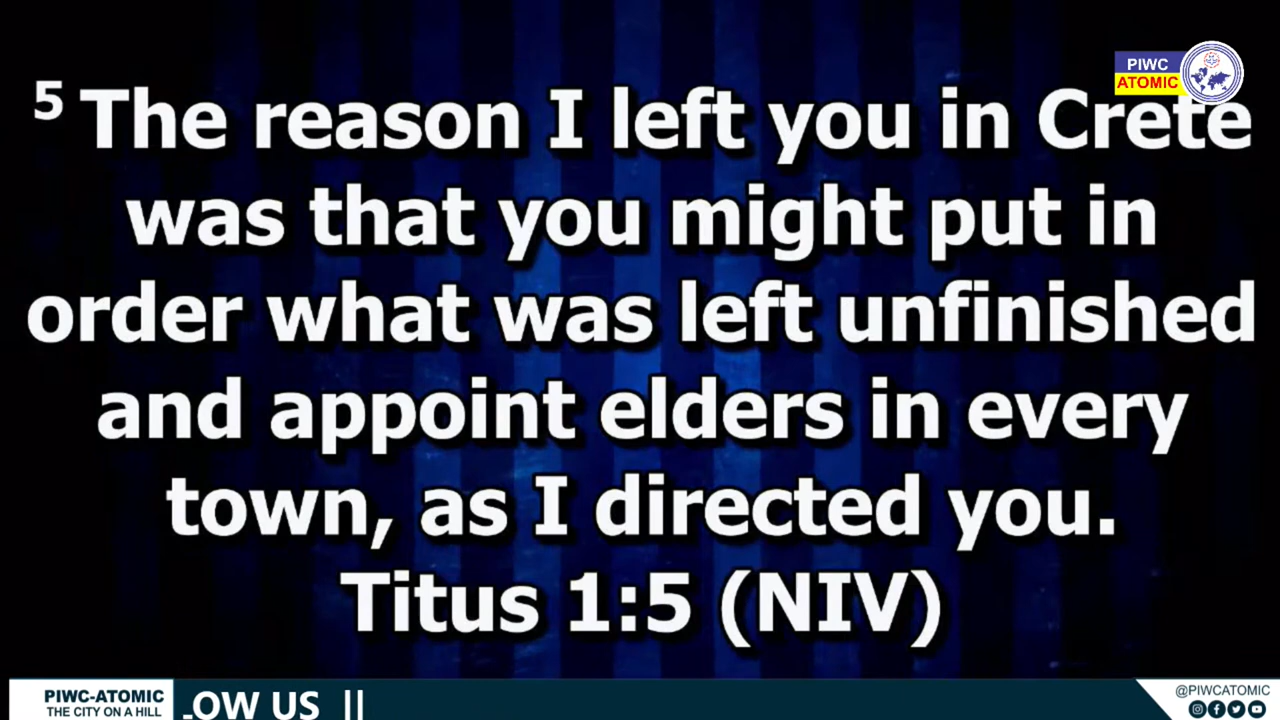 PIWC
ATOMIC
5 The reason I left you in Crete
was that you might put in
order what was left unfinished
and appoint elders in every
town, as I directed you.
Titus 1:5 (NIV)
PIWC-ATOMIC
THE CITY ON A HILL
LOW US ||
@PIWCATOMIC